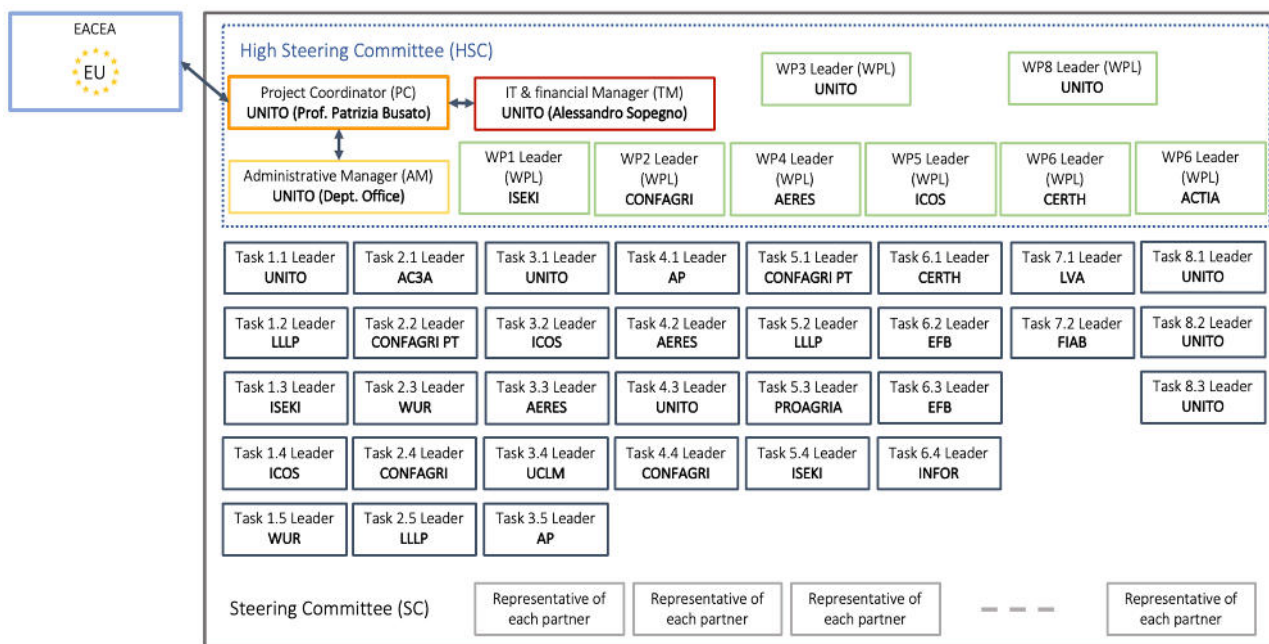 EACEA
EU
High Steering Committee (HSC)
Project Coordinator (PC)
UNITO (Prof. Patrizia Busato)
IT & financial Manager (TM)
UNITO (Alessandro Sopegno)
WP3 Leader (WPL)
UNITO
WP8 Leader (WPL)
UNITO
Administrative Manager (AM)
UNITO (Dept. Office)
WP1 Leader
(WPL)
ISEKI
WP2 Leader
(WPL)
CONFAGRI
WP4 Leader
(WPL)
AERES
WP5 Leader
(WPL)
ICOS
WP6 Leader
(WPL)
CERTH
WP6 Leader
(WPL)
ACTIA
Task 1.1 Leader
UNITO
Task 2.1 Leader
AC3A
Task 3.1 Leader
UNITO
Task 4.1 Leader
AP
Task 5.1 Leader
CONFAGRI PT
Task 6.1 Leader
CERTH
Task 7.1 Leader
LVA
Task 8.1 Leader
UNITO
Task 1.2 Leader
LLLP
Task 2.2 Leader
CONFAGRI PT
Task 3.2 Leader
ICOS
Task 4.2 Leader
AERES
Task 5.2 Leader
LLLP
Task 6.2 Leader
EFB
Task 7.2 Leader
FIAB
Task 8.2 Leader
UNITO
Task 1.3 Leader
ISEKI
Task 2.3 Leader
WUR
Task 3.3 Leader
AERES
Task 4.3 Leader
UNITO
Task 5.3 Leader
PROAGRIA
Task 6.3 Leader
EFB
Task 8.3 Leader
UNITO
Task 1.4 Leader
ICOS
Task 2.4 Leader
CONFAGRI
Task 3.4 Leader
UCLM
Task 4.4 Leader
CONFAGRI
Task 5.4 Leader
ISEKI
Task 6.4 Leader
INFOR
Task 1.5 Leader
WUR
Task 2.5 Leader
LLLP
Task 3.5 Leader
AP
Steering Committee (SC)
Representative of
each partner
Representative of
each partner
Representative of
each partner
Representative of
each partner